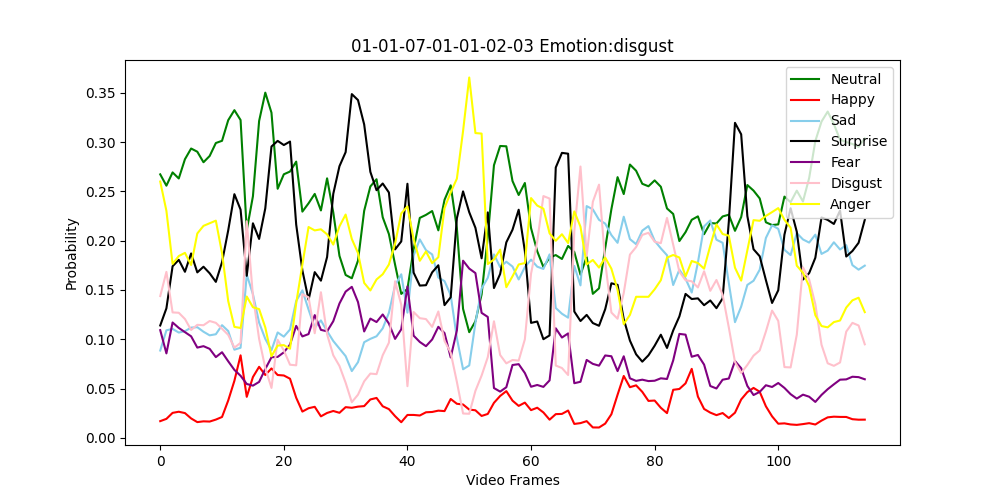 01-01-07-01-01-02-03 Emotion:disgust
Probability
0.35
0.30
0.25
0.20
0.15
0.10
0.05
0.00
0 20 40 60 80 100
Video Frames
Neutral
Happy
Sad
Surprise
Fear
Disgust
Anger